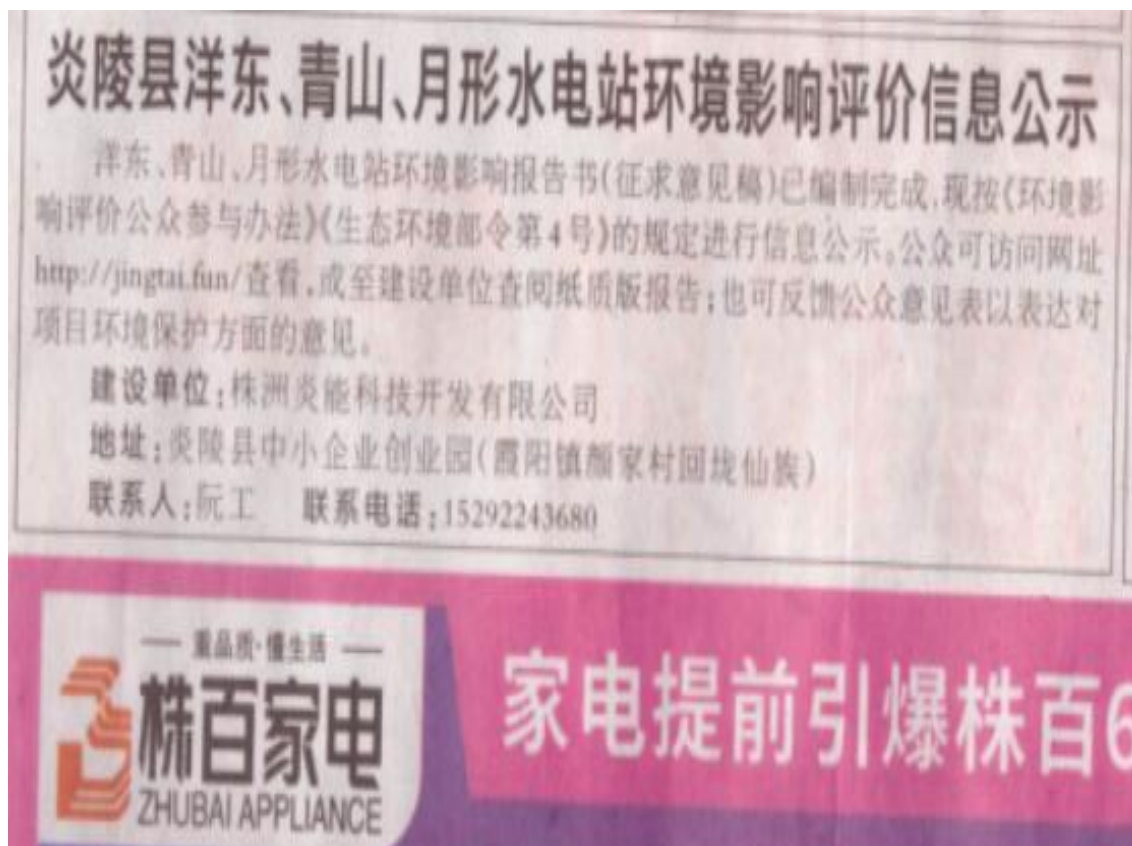 炎陵县洋东、青山、月形水电站环境影响评价信息公示
洋东、青山、月形水电站环境影响报告书(征求意见稿)已编制完成,现按《环境影
响评价公众参与办法》《生态环境部令第4号》的规定进行信息公示。公众可访问网址
http://jingtai.fun/查看,或至建设单位查阅纸质版报告;也可反馈公众意见表以表达对
项目环境保护方面的意见。
建设单位:株洲炎能科技开发有限公司
地址:炎陵县中小企业创业园(霞阳镇颜家村回垅仙族)
联系人:阮工 联系电话:15292243680
重品质·懂生活
株百家电
ZHUBAI APPLIANCE
家电提前引爆株百6